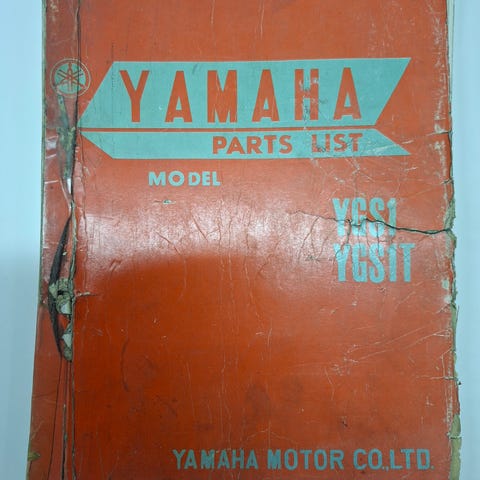 YAMAHA
PARTS LIST
MODEL
YGS1
YGS1T
YAMAHA MOTOR CO.,LTD.